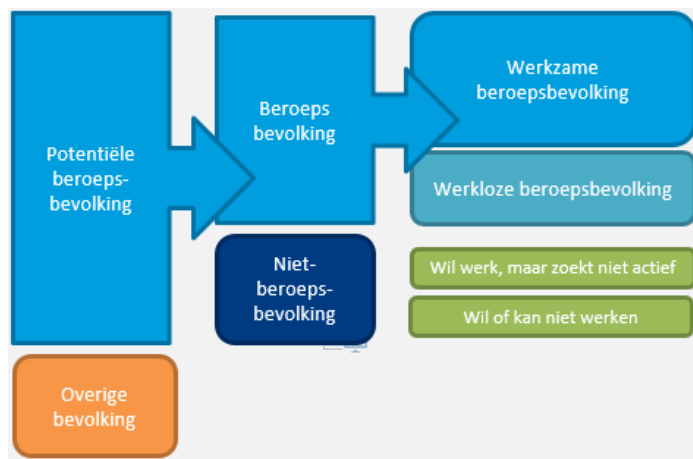 Potentiële
beroeps-
bevolking
Beroeps
bevolking
Werkzame
beroepsbevolking
Werkloze beroepsbevolking
Niet-
beroeps-
bevolking
Wil werk, maar zoekt niet actief
Wil of kan niet werken
Overige
bevolking